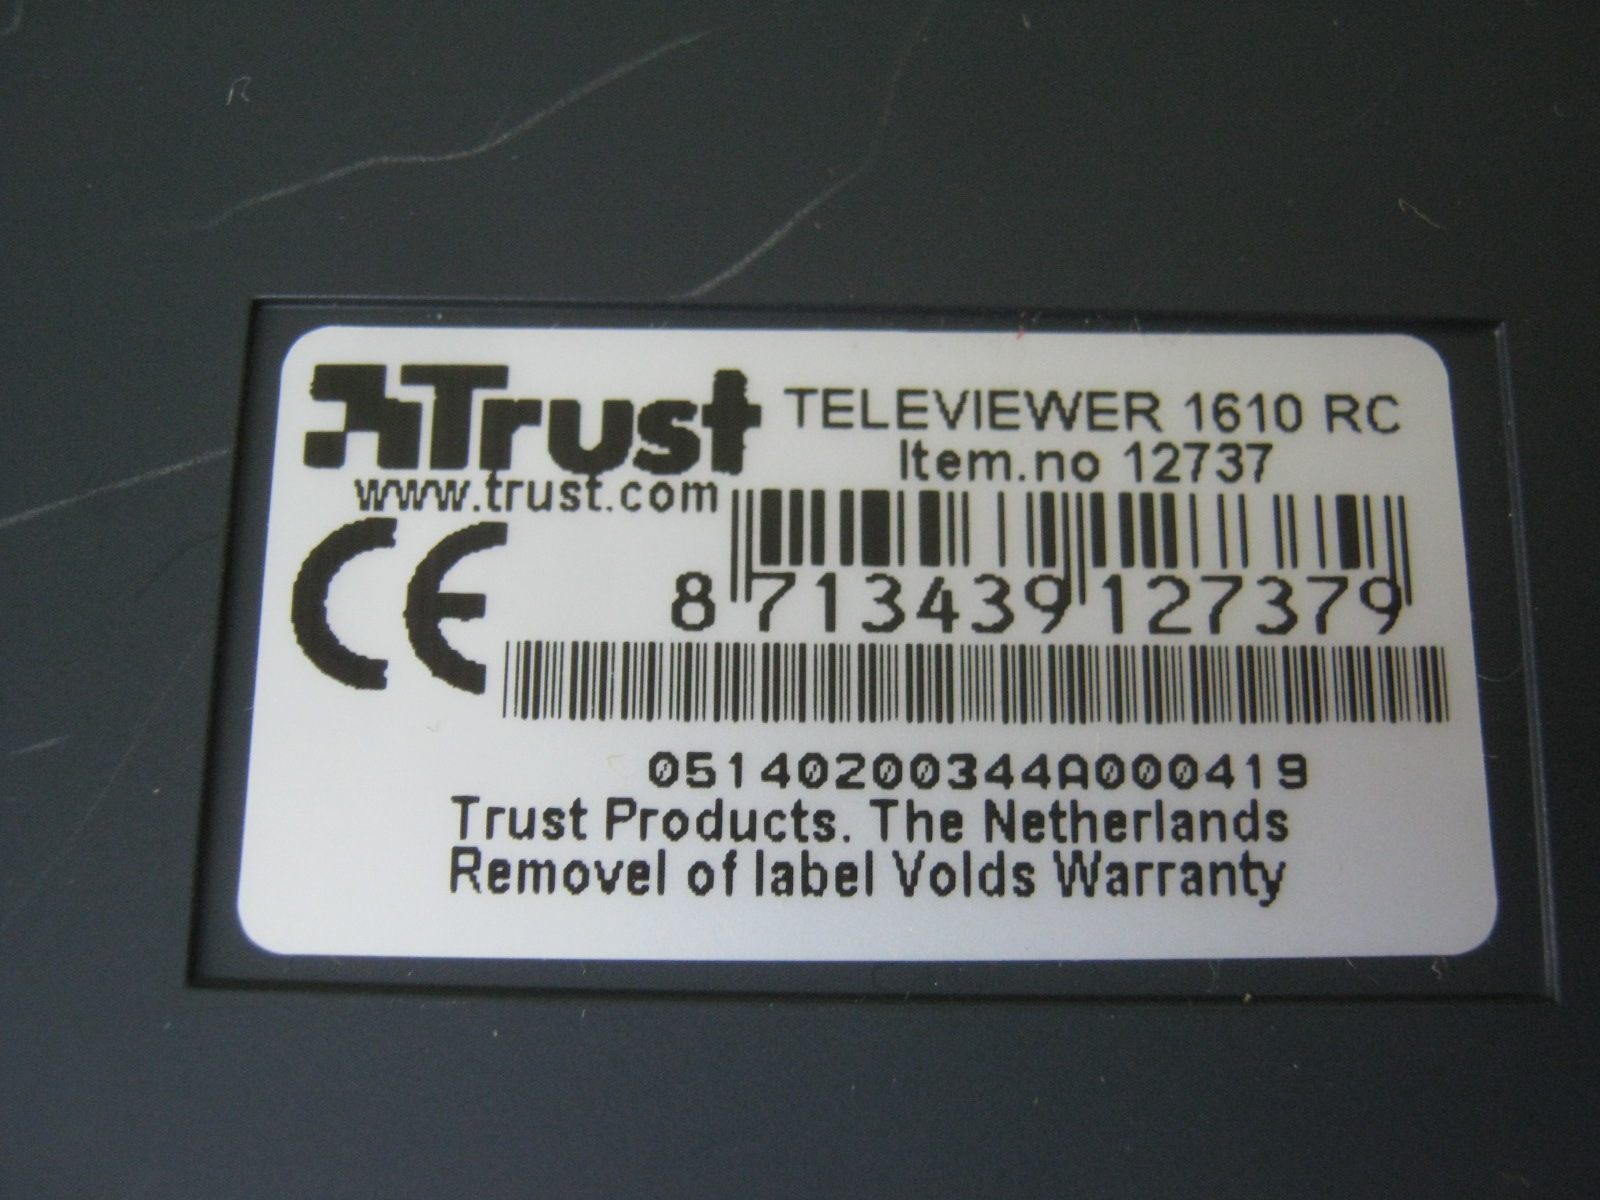 Trust TELEVIEWER 1610 RC
Item.no 12737
www.trust.com
CE
8 713439 127379
05140200344A000419
Trust Products. The Netherlands
Removel of label Volds Warranty